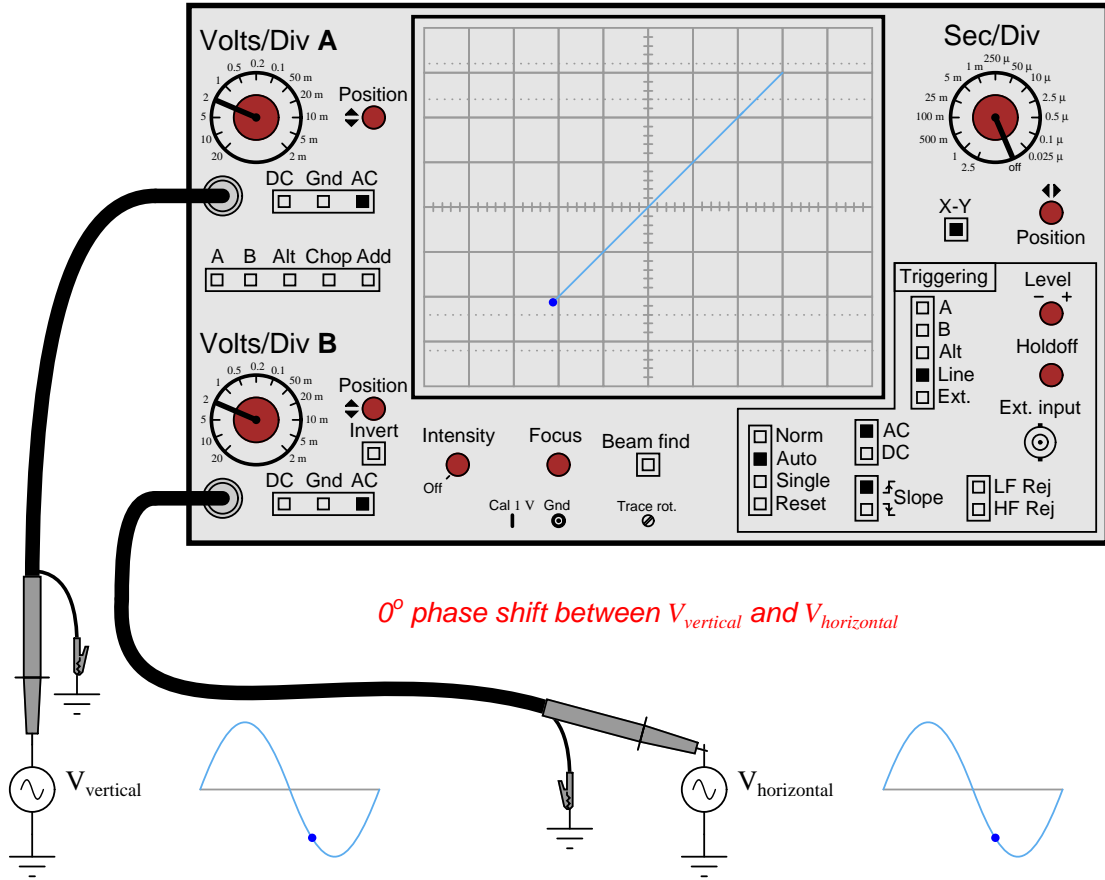 Volts/Div A
20 10 5 2 1 0.5 0.2 0.1 50 m 20 m 10 m 5 m 2 m
Position
DC Gnd AC
A B Alt Chop Add
Volts/Div B
20 10 5 2 1 0.5 0.2 0.1 50 m 20 m 10 m 5 m 2 m
Position
Invert
DC Gnd AC
Intensity
Off
Focus
Beam find
Cal 1 V Gnd
Trace rot.
Sec/Div
2.5 1 500 m 100 m 25 m 5 m 1 m 250 µ 50 µ 10 µ 2.5 µ 0.5 µ 0.1 µ 0.025 µ off
X-Y
Position
Triggering
A
B
Alt
Line
Ext.
Level
− +
Holdoff
Ext. input
Norm
Auto
Single
Reset
AC
DC
Slope
LF Rej
HF Rej
0° phase shift between Vvertical and Vhorizontal
Vvertical
Vhorizontal